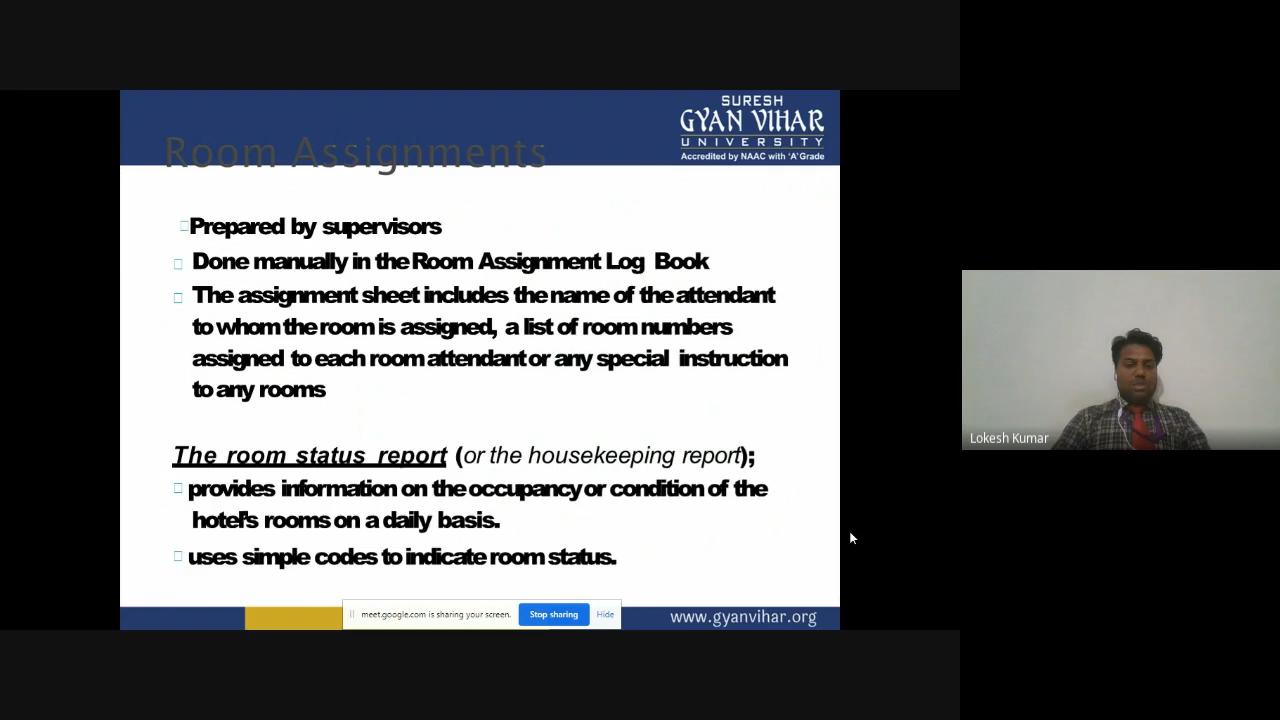 SURESH
GYAN VIHAR
UNIVERSITY
Accredited by NAAC with 'A' Grade
Room Assignments
Prepared by supervisors
Done manually in the Room Assignment Log Book
The assignment sheet includes the name of the attendant
to whom the room is assigned, a list of room numbers
assigned to each room attendant or any special instruction
to any rooms
The room status report (or the housekeeping report);
provides information on the occupancy or condition of the
hotel's rooms on a daily basis.
uses simple codes to indicate room status.
meet.google.com is sharing your screen. Stop sharing Hide
www.gyanvihar.org
Lokesh Kumar